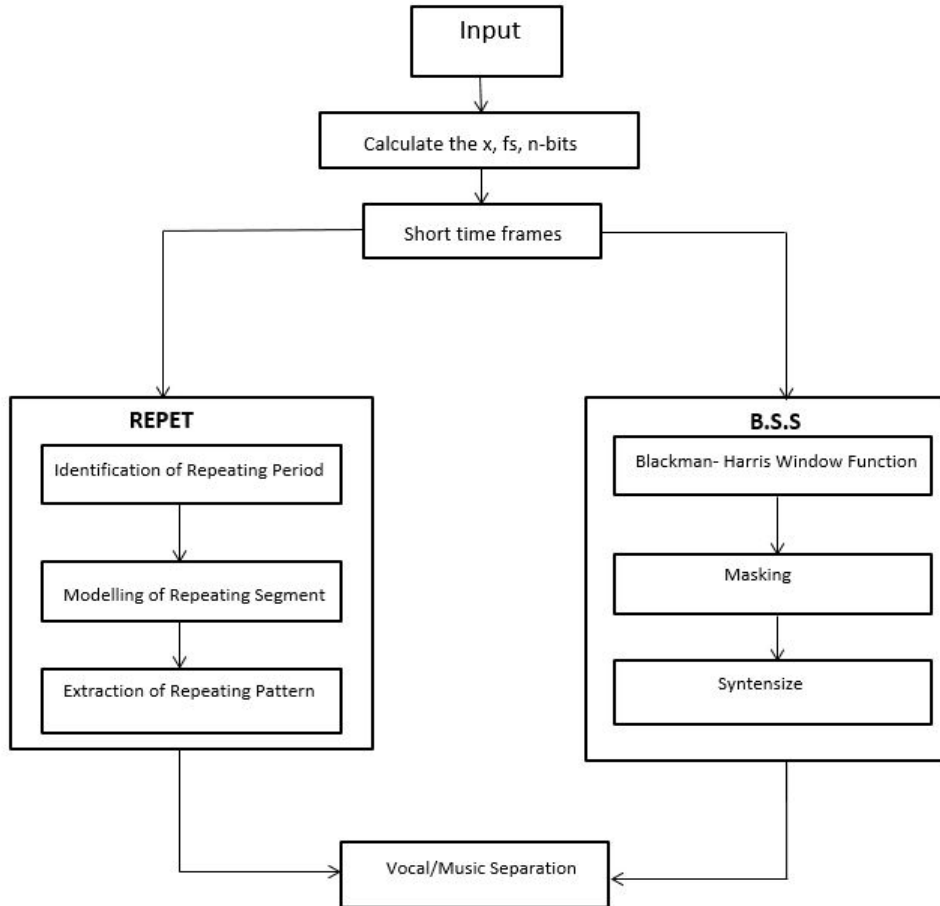 Input
Calculate the x, fs, n-bits
Short time frames
REPET
Identification of Repeating Period
Modelling of Repeating Segment
Extraction of Repeating Pattern
B.S.S
Blackman- Harris Window Function
Masking
Syntensize
Vocal/Music Separation